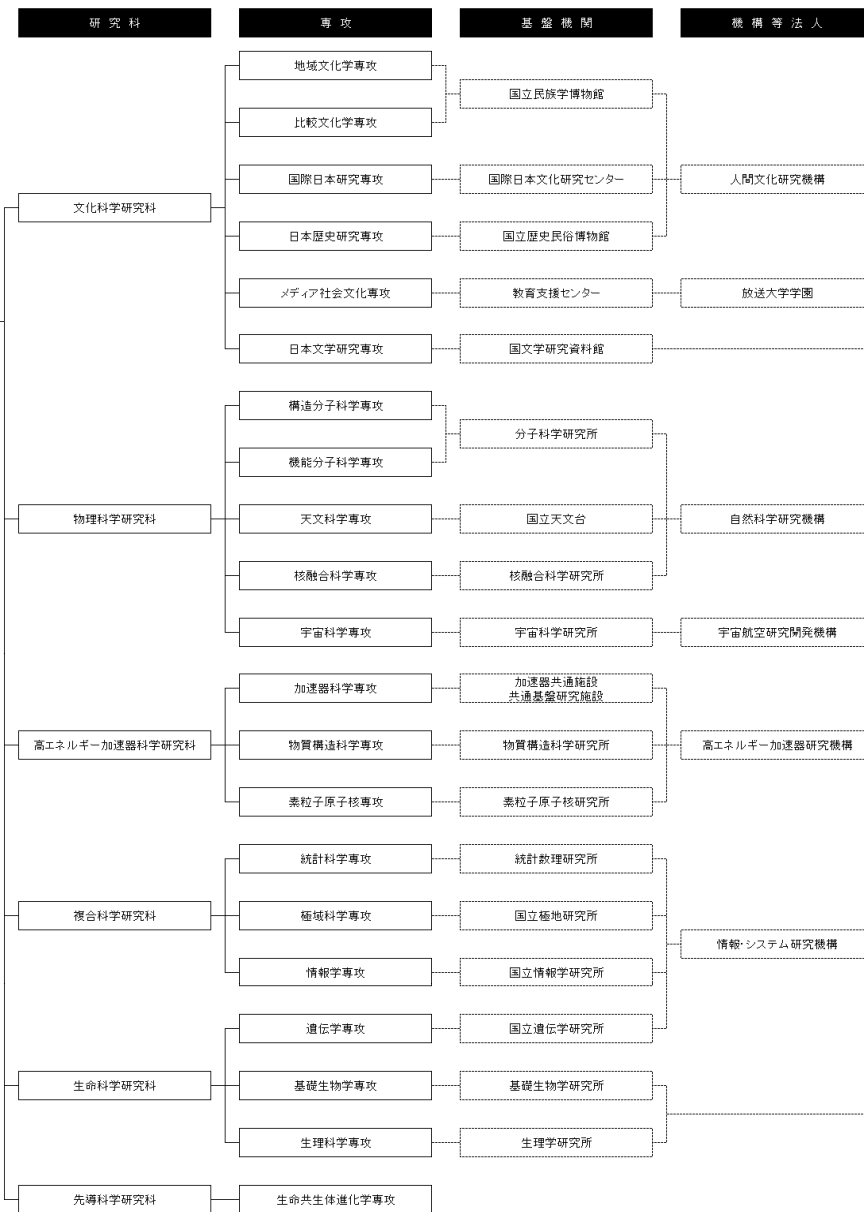 研究科
専攻
基盤機関
機構等法人
地域文化学専攻
国立民族学博物館
比較文化学専攻
国際日本研究専攻
国際日本文化研究センター
人間文化研究機構
文化科学研究科
日本歴史研究専攻
国立歴史民俗博物館
メディア社会文化専攻
教育支援センター
放送大学学園
日本文学研究専攻
国文学研究資料館
構造分子科学専攻
分子科学研究所
機能分子科学専攻
物理科学研究科
天文科学専攻
国立天文台
自然科学研究機構
核融合科学専攻
核融合科学研究所
宇宙科学専攻
宇宙科学研究所
宇宙航空研究開発機構
加速器科学専攻
加速器共通施設
共通基盤研究施設
高エネルギー加速器科学研究科
物質構造科学専攻
物質構造科学研究所
高エネルギー加速器研究機構
素粒子原子核専攻
素粒子原子核研究所
統計科学専攻
統計数理研究所
複合科学研究科
極域科学専攻
国立極地研究所
情報・システム研究機構
情報学専攻
国立情報学研究所
遺伝学専攻
国立遺伝学研究所
生命科学研究科
基礎生物学専攻
基礎生物学研究所
生理科学専攻
生理学研究所
先導科学研究科
生命共生体進化学専攻